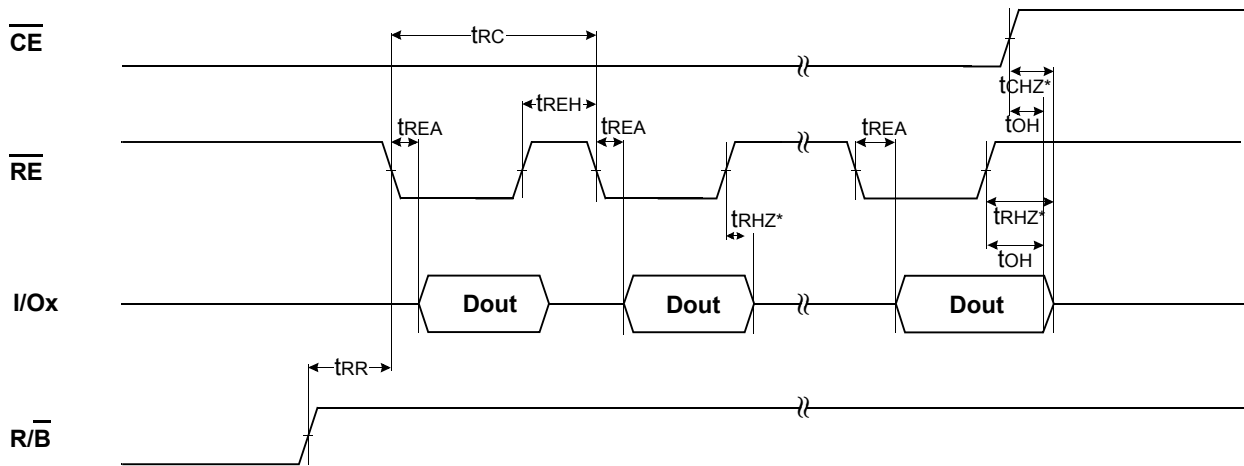 CE
tRC
tCHZ*
tREH
tOH
tREA
tREA
tREA
RE
tRHZ*
tRHZ*
tOH
I/Ox
Dout
Dout
Dout
tRR
R/B